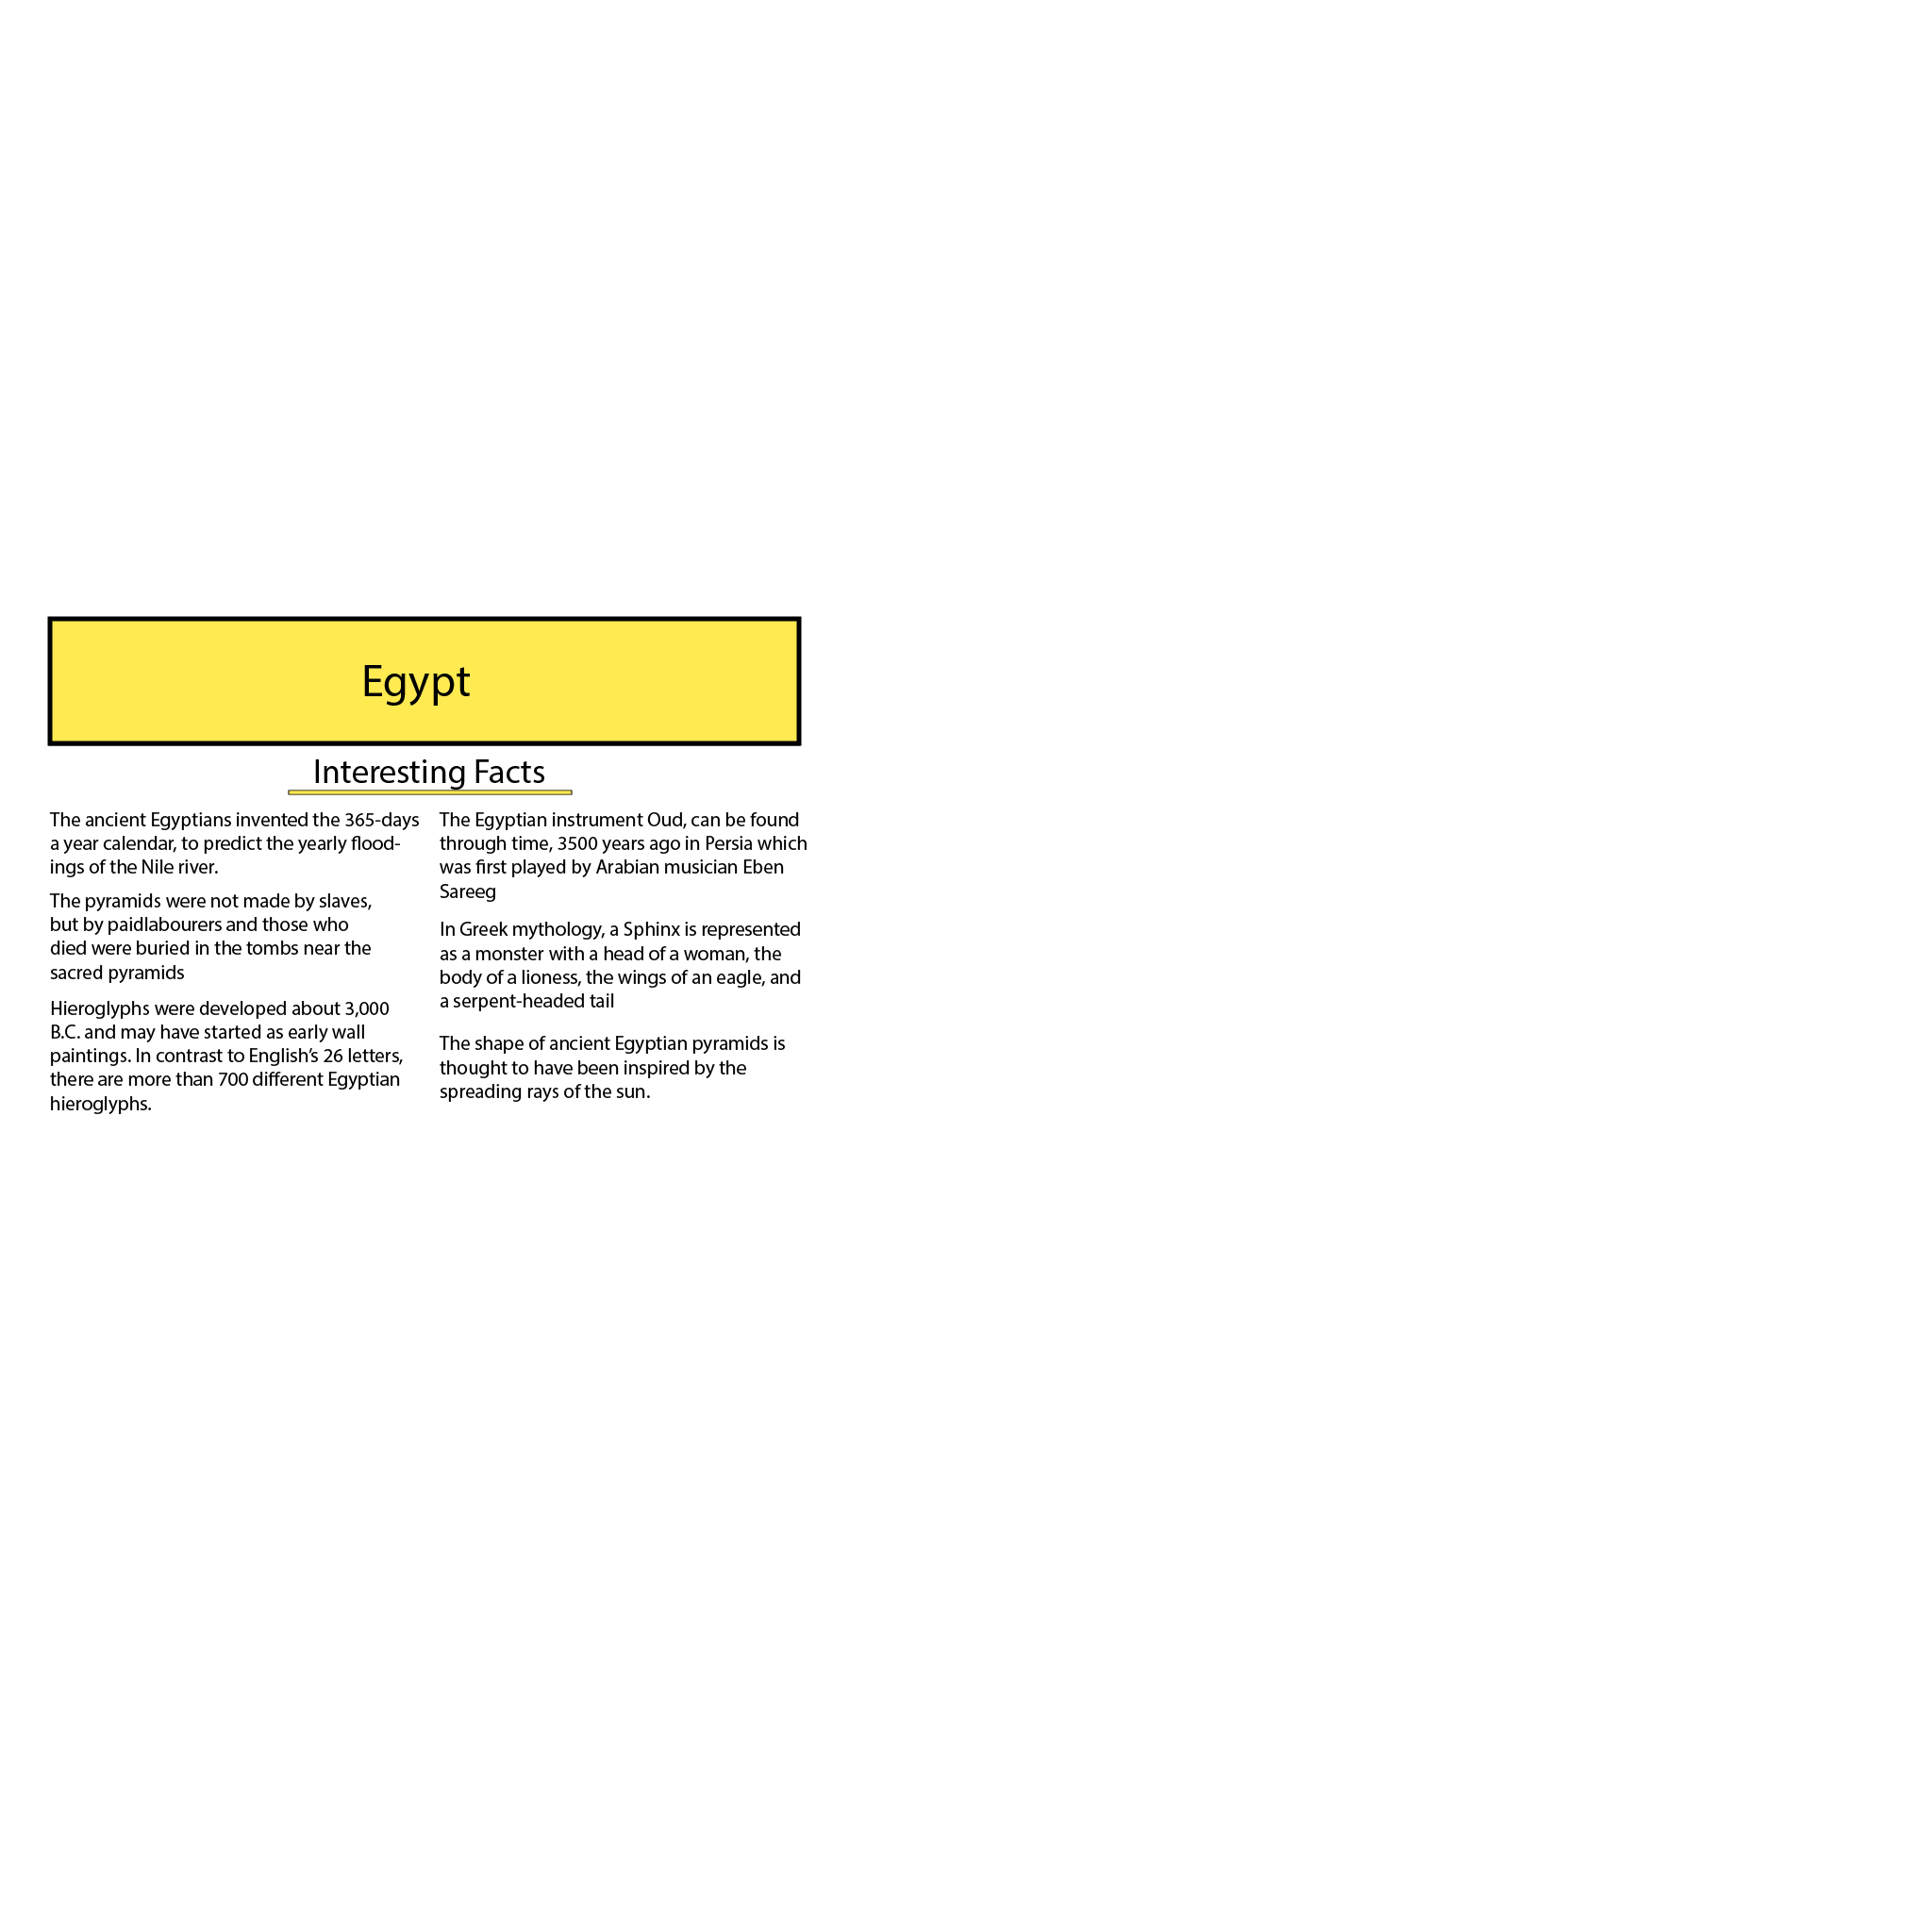 Egypt
Interesting Facts
The ancient Egyptians invented the 365-days
a year calendar, to predict the yearly flood-
ings of the Nile river.
The pyramids were not made by slaves,
but by paidlabourers and those who
died were buried in the tombs near the
sacred pyramids
Hieroglyphs were developed about 3,000
B.C. and may have started as early wall
paintings. In contrast to English’s 26 letters,
there are more than 700 different Egyptian
hieroglyphs.
The Egyptian instrument Oud, can be found
through time, 3500 years ago in Persia which
was first played by Arabian musician Eben
Sareeg
In Greek mythology, a Sphinx is represented
as a monster with a head of a woman, the
body of a lioness, the wings of an eagle, and
a serpent-headed tail
The shape of ancient Egyptian pyramids is
thought to have been inspired by the
spreading rays of the sun.